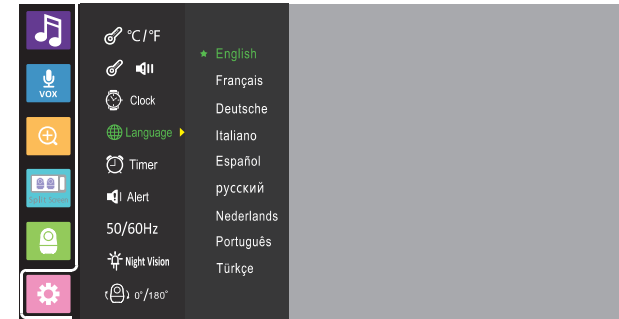 VOX
Split Screen
°C/°F
Clock
Language
Timer
Alert
50/60Hz
Night Vision
0°/180°
English
Français
Deutsche
Italiano
Español
русский
Nederlands
Português
Türkçe